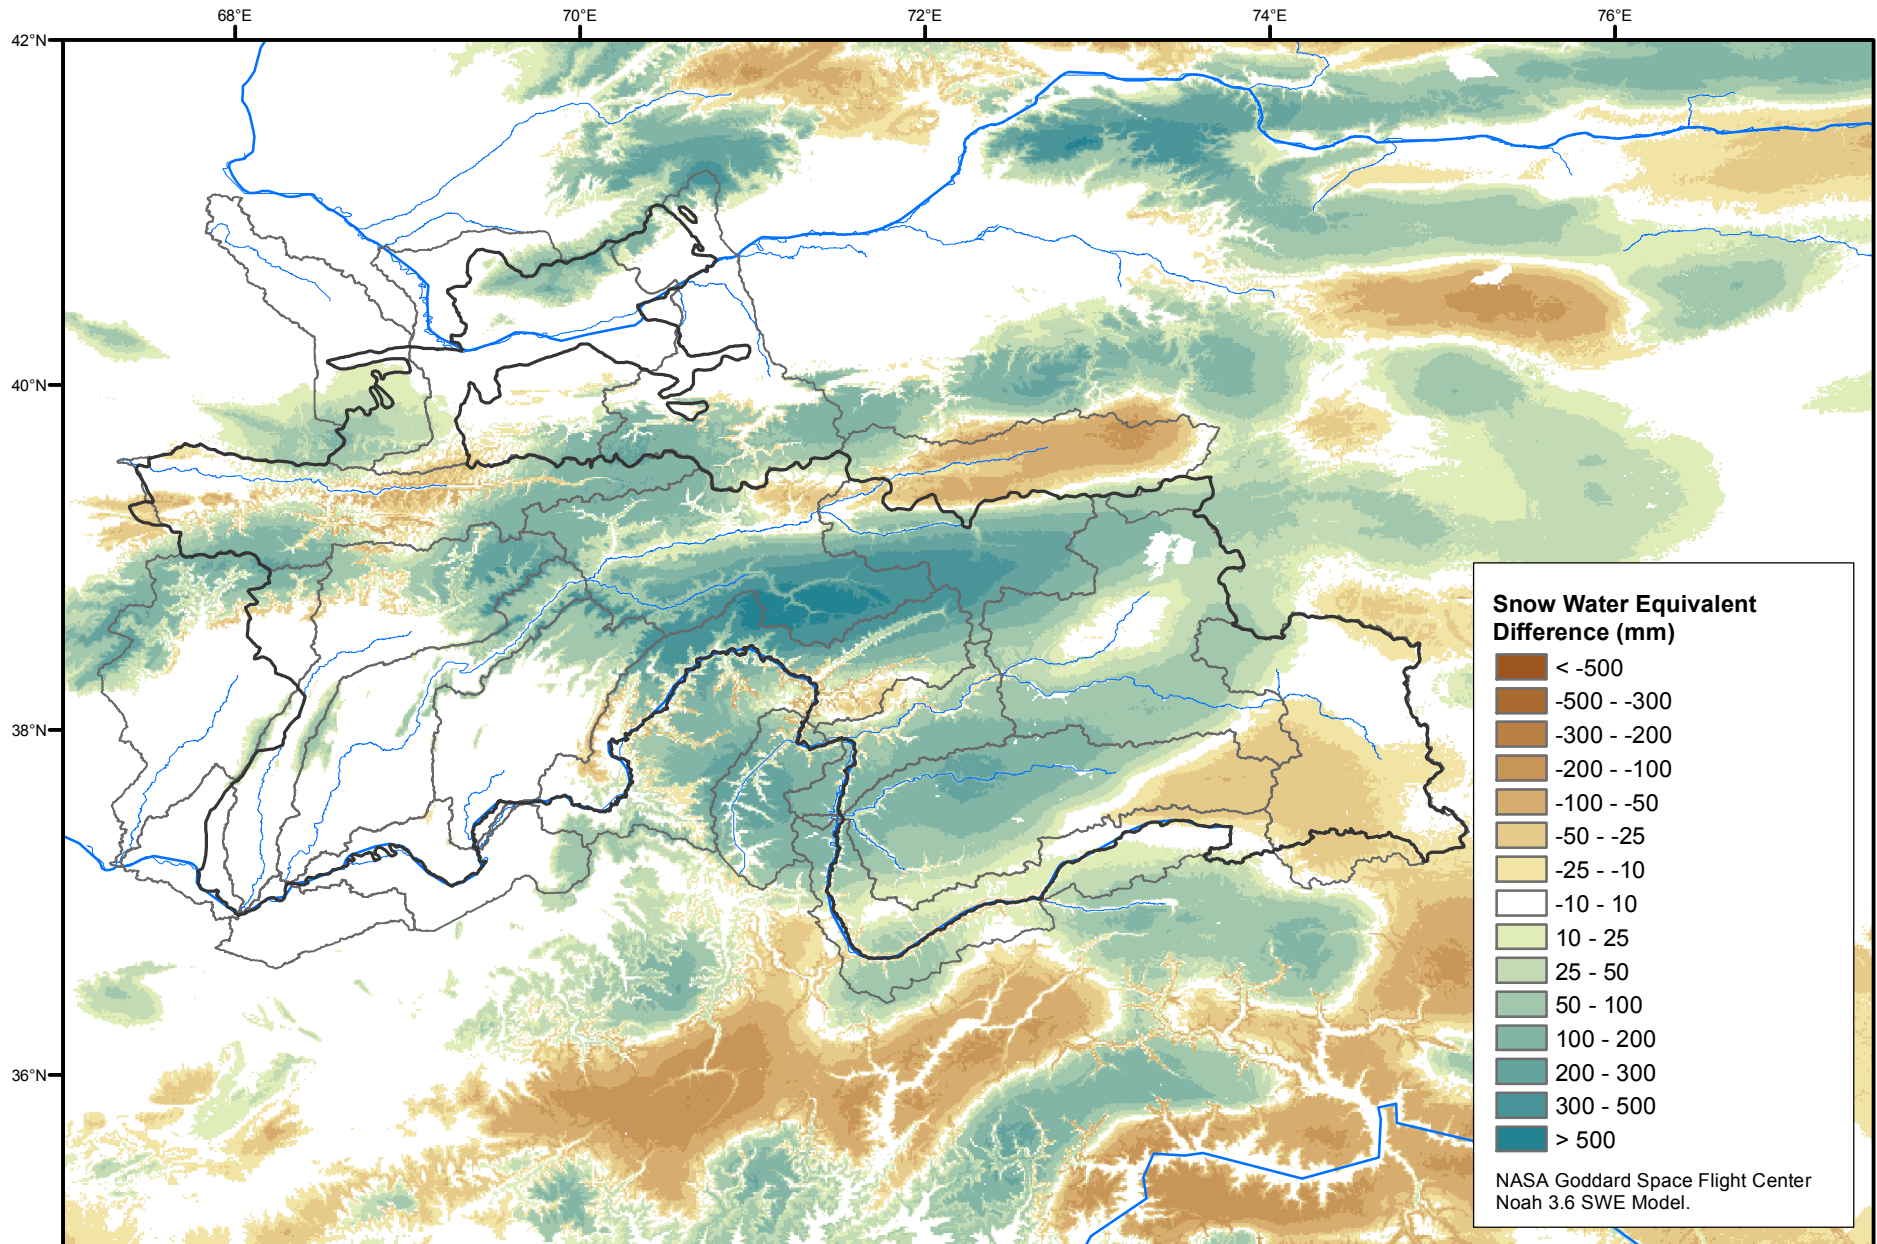 68°E
70°E
72°E
74°E
76°E
42°N
40°N
38°N
36°N
Snow Water Equivalent
Difference (mm)
< -500
-500 - -300
-300 - -200
-200 - -100
-100 - -50
-50 - -25
-25 - -10
-10 - 10
10 - 25
25 - 50
50 - 100
100 - 200
200 - 300
300 - 500
> 500
NASA Goddard Space Flight Center
Noah 3.6 SWE Model.